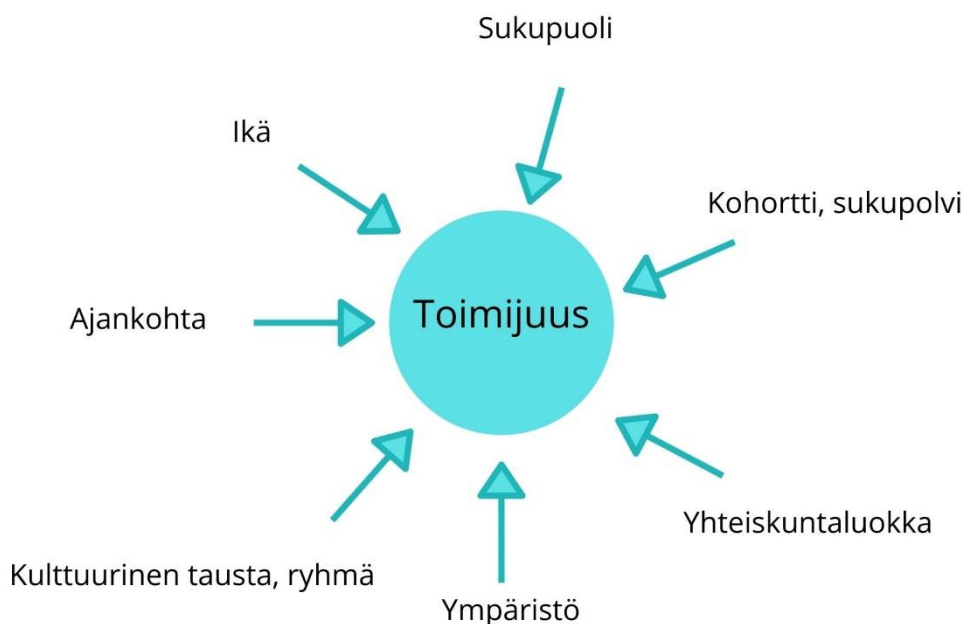 Sukupuoli
Ikä
Kohortti, sukupolvi
Ajankohta
Toimijuus
Yhteiskuntaluokka
Kulttuurinen tausta, ryhmä
Ympäristö